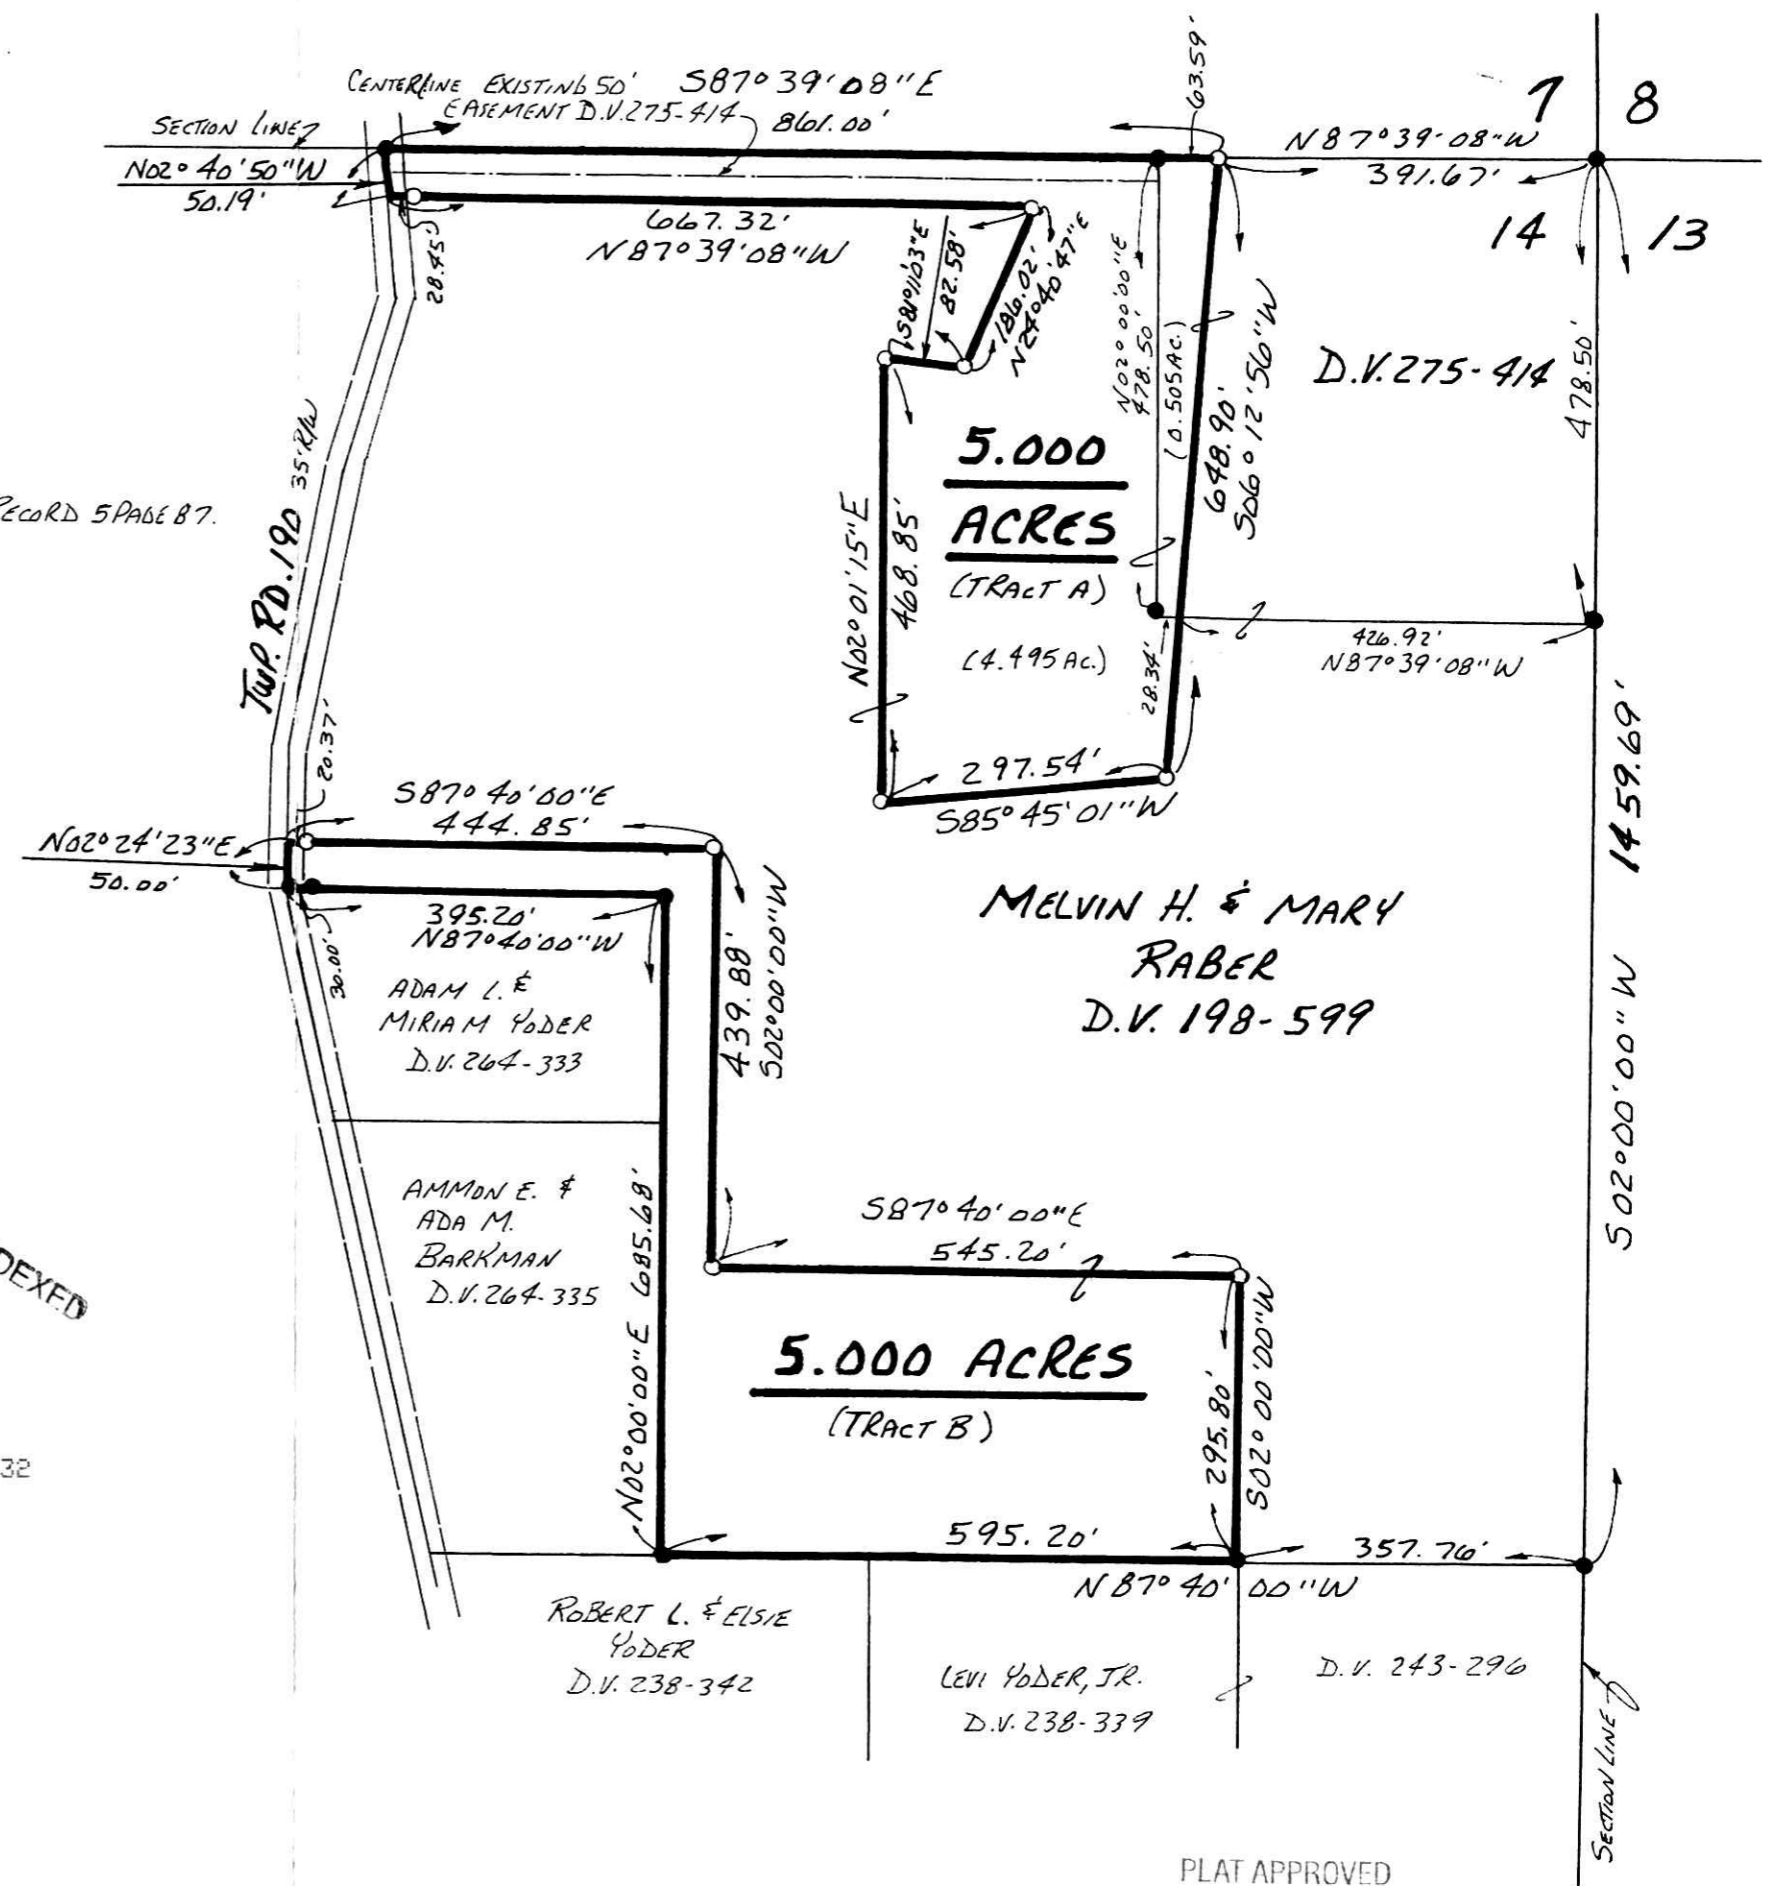 CENTERLINE EXISTING 50'
EASEMENT D.V. 275-414
S87°39'08"E
861.00'
63.59'
SECTION LINE
N02°40'50"W
50.19'
28.45'
667.32'
N87°39'08"W
82.58'
186.02'
N24°40'47"E
N02°00'00"E
478.50'
(0.505 AC.)
648.90'
S06°12'56"W
N87°39'08"W
391.67'
7 8
14 13
478.50'
D.V. 275-414
RECORD 5 PAGE 87.
TWP. RD. 190 35' R/W
5.000
ACRES
(TRACT A)
(4.495 AC.)
N02°01'15"E
468.85'
28.34'
426.92'
N87°39'08"W
297.54'
S85°45'01"W
1459.69'
S02°00'00"W
20.37'
S87°40'00"E
444.85'
N02°24'23"E
50.00'
395.20'
N87°40'00"W
30.00'
ADAM L. &
MIRIAM YODER
D.V. 264-333
439.88'
S02°00'00"W
MELVIN H. & MARY
RABER
D.V. 198-599
AMMON E. &
ADA M.
BARKMAN
D.V. 264-335
N02°00'00"E 685.68'
S87°40'00"E
545.20'
DEXED
5.000 ACRES
(TRACT B)
295.80'
S02°00'00"W
32
595.20'
357.76'
N87°40'00"W
ROBERT L. & ELSIE
YODER
D.V. 238-342
LEVI YODER, JR.
D.V. 238-339
D.V. 243-296
SECTION LINE
PLAT APPROVED